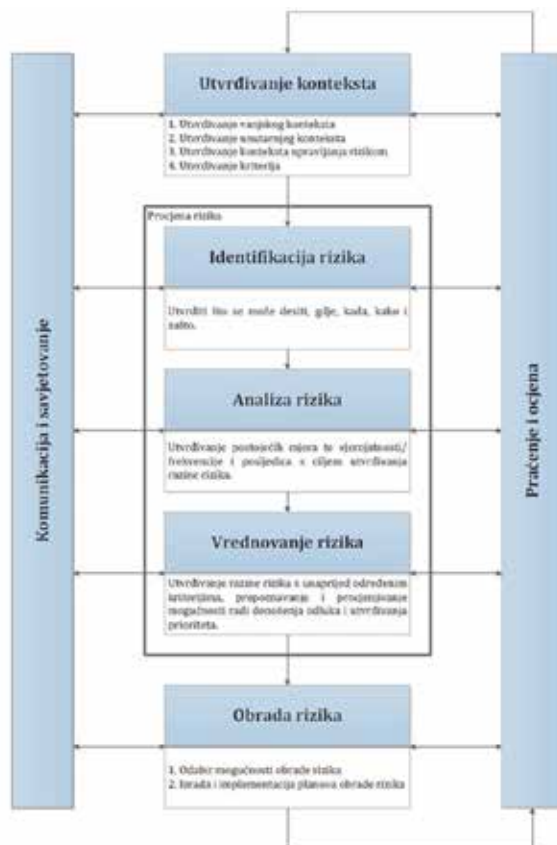 Komunikacija i savjetovanje
Utvrđivanje konteksta
1. Utvrđivanje vanjskog konteksta
2. Utvrđivanje unutarnjeg konteksta
3. Utvrđivanje konteksta upravljanja rizikom
4. Utvrđivanje kriterija
Procjena rizika
Identifikacija rizika
Utvrditi što se može desiti, gdje, kada, kako i
zašto.
Analiza rizika
Utvrđivanje postojećih mjera te vjerojatnosti/
frekvencije i posljedica s ciljem utvrđivanja
razine rizika.
Vrednovanje rizika
Utvrđivanje razine rizika s unaprijed određenim
kriterijima, prepoznavanje i procjenjivanje
mogućnosti radi donošenja odluka i utvrđivanja
prioriteta.
Obrada rizika
1. Odabir mogućnosti obrade rizika
2. Izrada i implementacija planova obrade rizika
Praćenje i ocjena